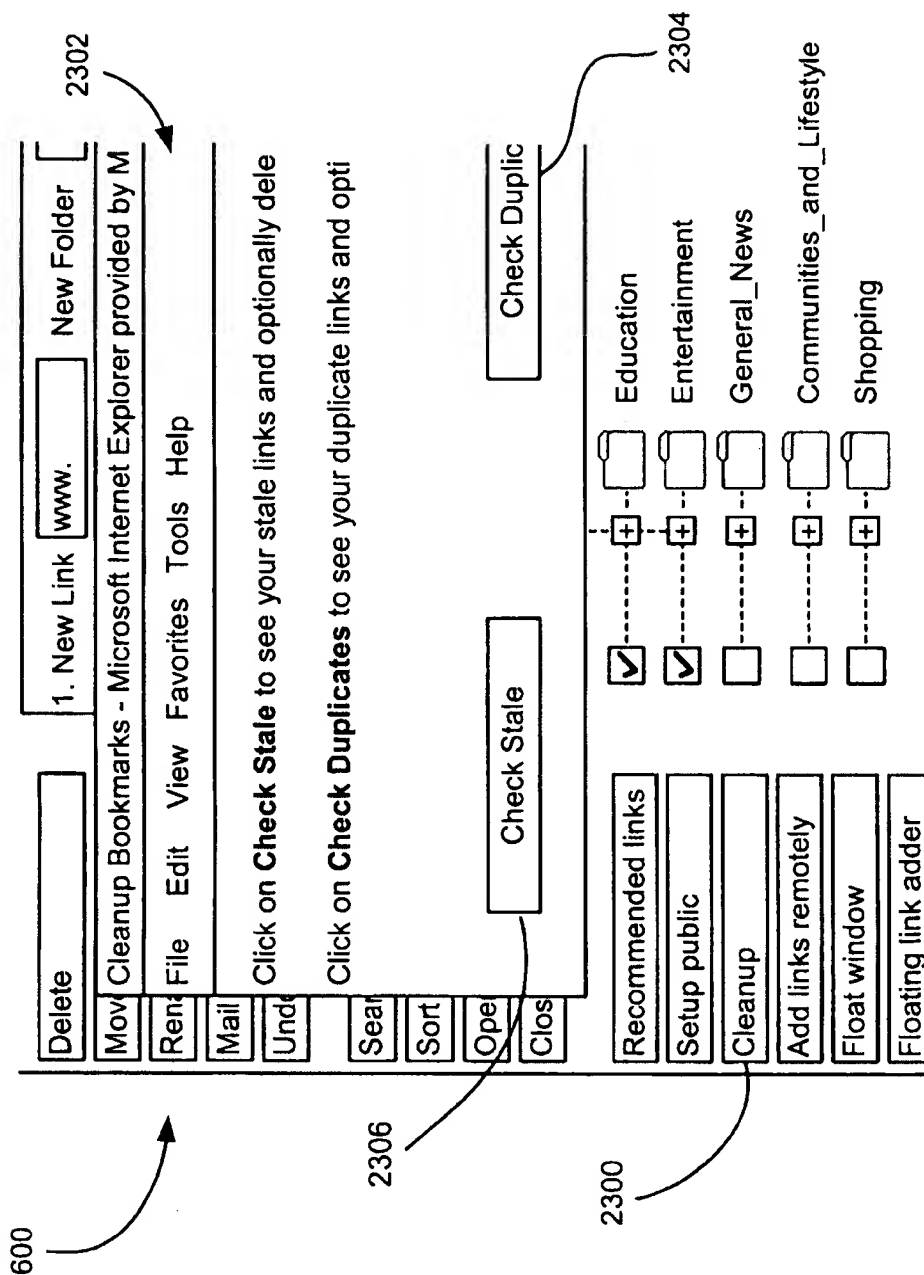 600
2302
Delete
1. New Link www. New Folder
Mov
Cleanup Bookmarks - Microsoft Internet Explorer provided by M
Rena
File Edit View Favorites Tools Help
Mail
Unde
Click on Check Stale to see your stale links and optionally dele
Click on Check Duplicates to see your duplicate links and opti
Sear
Sort
Ope
Clos
Check Stale
Check Duplic
2306
2304
Recommended links
Setup public
Cleanup
Add links remotely
Float window
Floating link adder
Education
Entertainment
General_News
Communities_and_Lifestyle
Shopping
2300